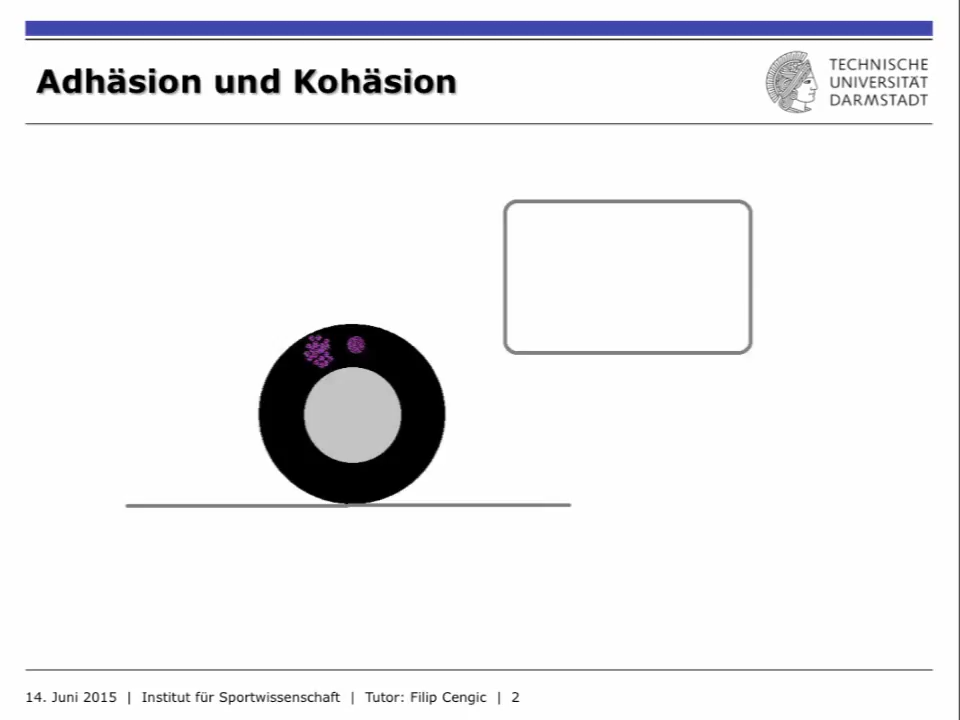 Adhäsion und Kohäsion
TECHNISCHE
UNIVERSITÄT
DARMSTADT
14. Juni 2015 | Institut für Sportwissenschaft | Tutor: Filip Cengic | 2